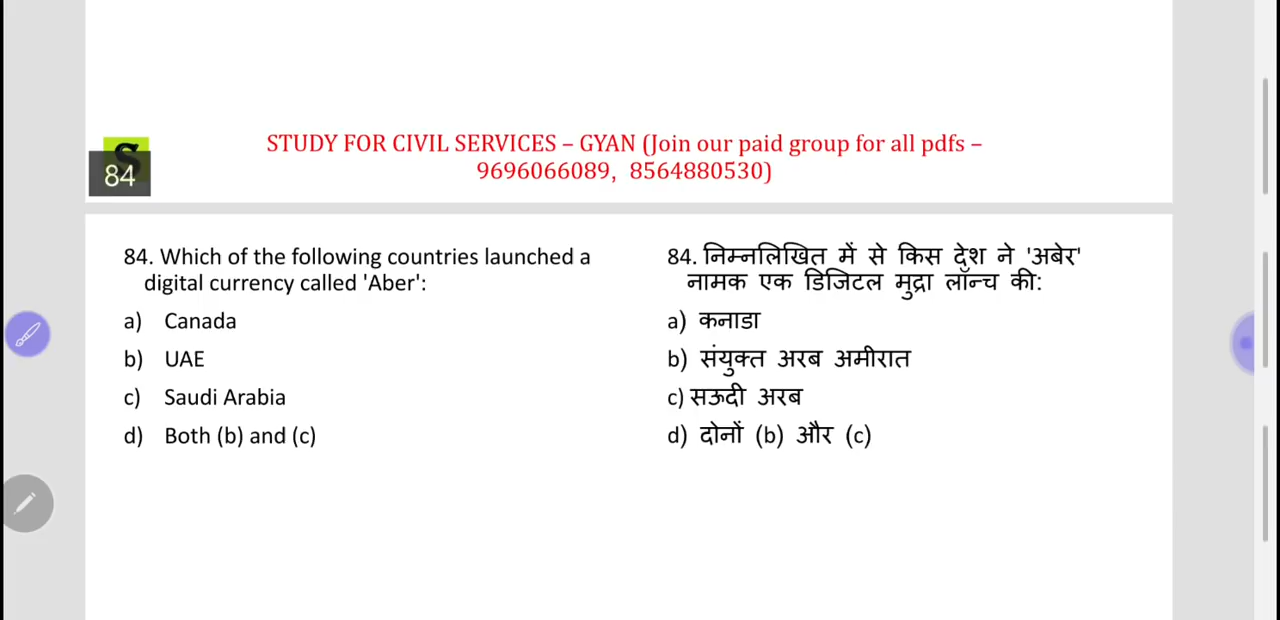 STUDY FOR CIVIL SERVICES – GYAN (Join our paid group for all pdfs –
9696066089, 8564880530)
S
84
84. Which of the following countries launched a
digital currency called 'Aber':
a) Canada
b) UAE
c) Saudi Arabia
d) Both (b) and (c)
84. निम्नलिखित में से किस देश ने 'अबेर'
नामक एक डिजिटल मुद्रा लॉन्च की:
a) कनाडा
b) संयुक्त अरब अमीरात
c) सऊदी अरब
d) दोनों (b) और (c)